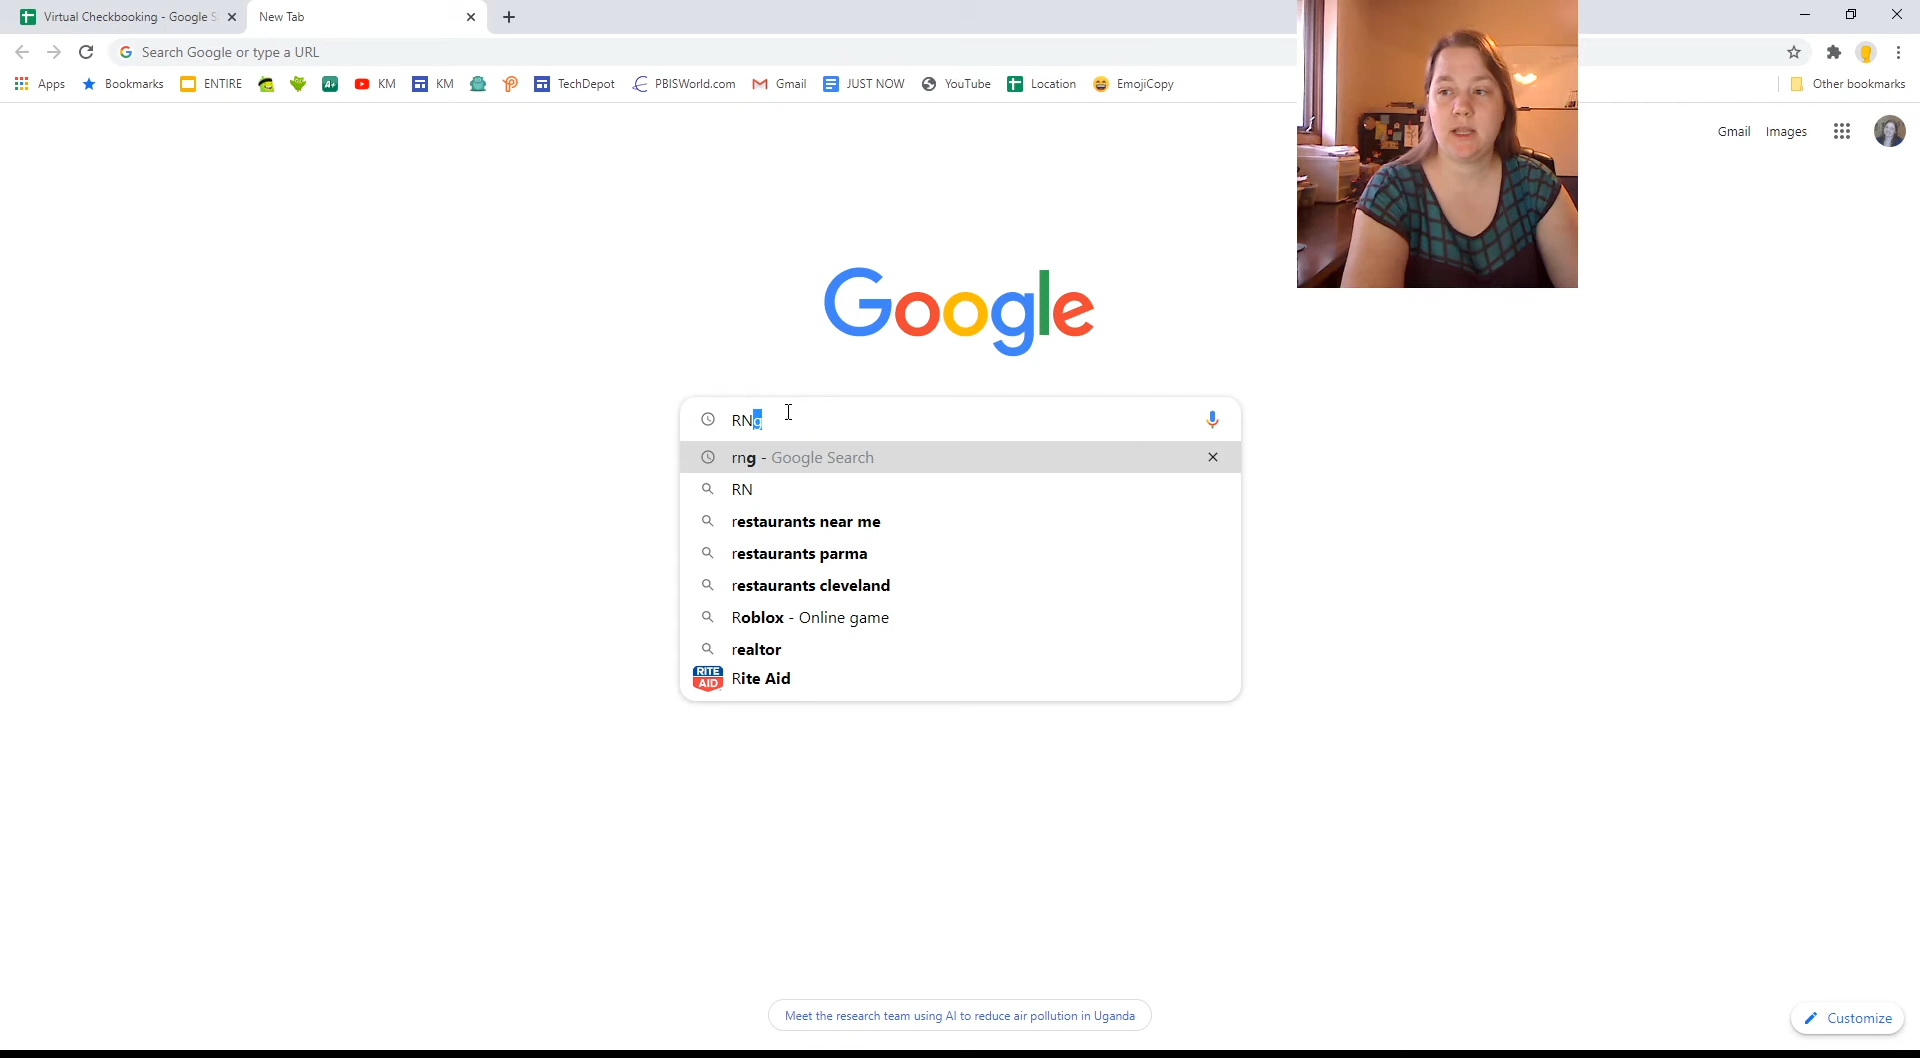 Virtual Checkbooking - Google S
New Tab
Search Google or type a URL
Apps
Bookmarks
ENTIRE
A+
KM
KM
TechDepot
PBISWorld.com
Gmail
JUST NOW
YouTube
Location
EmojiCopy
Other bookmarks
Gmail
Images
Google
RNg
rng - Google Search
RN
restaurants near me
restaurants parma
restaurants cleveland
Roblox - Online game
realtor
RITE AID
Rite Aid
Meet the research team using AI to reduce air pollution in Uganda
Customize